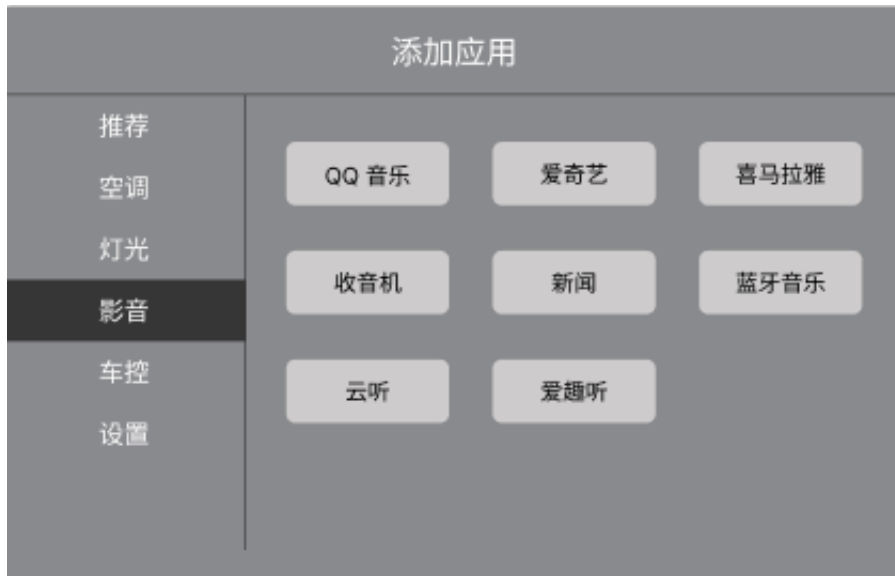 添加应用
推荐
空调
灯光
影音
车控
设置
QQ 音乐
爱奇艺
喜马拉雅
收音机
新闻
蓝牙音乐
云听
爱趣听